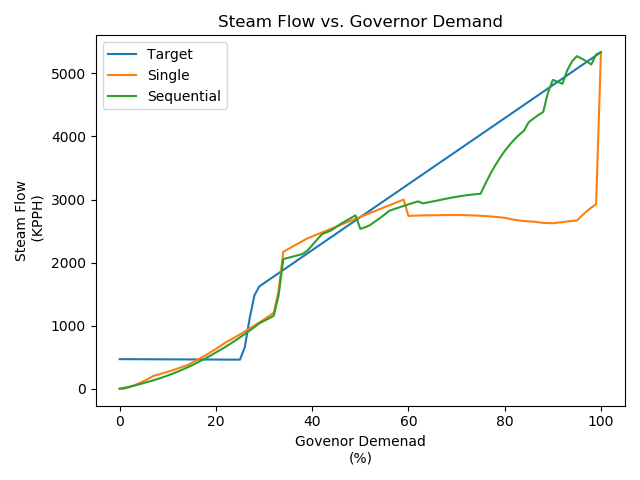 Steam Flow vs. Governor Demand
Target
Single
Sequential
Steam Flow
(KPPH)
5000
4000
3000
2000
1000
0
0 20 40 60 80 100
Govenor Demenad
(%)